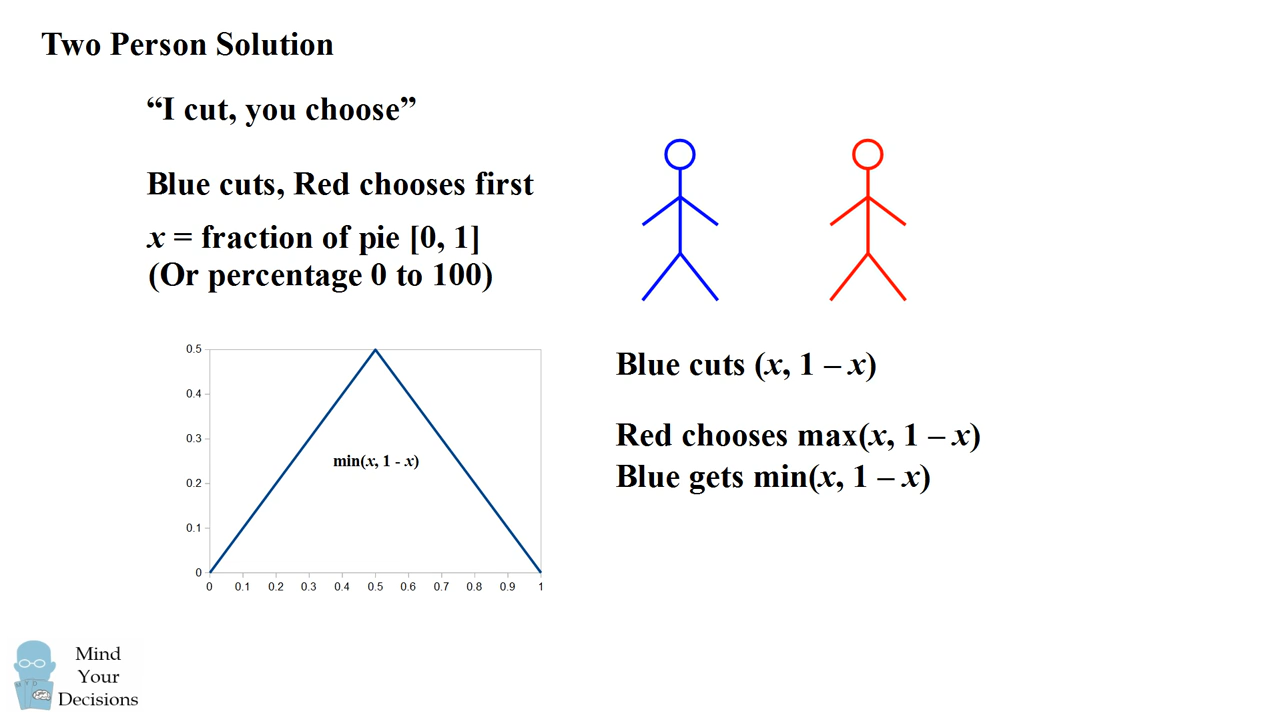 Two Person Solution
“I cut, you choose”
Blue cuts, Red chooses first
x = fraction of pie [0, 1]
(Or percentage 0 to 100)
0.5
0.4
0.3
0.2
0.1
0
min(x, 1 - x)
0 0.1 0.2 0.3 0.4 0.5 0.6 0.7 0.8 0.9 1
Blue cuts (x, 1 – x)
Red chooses max(x, 1 – x)
Blue gets min(x, 1 – x)
Mind
Your
Decisions